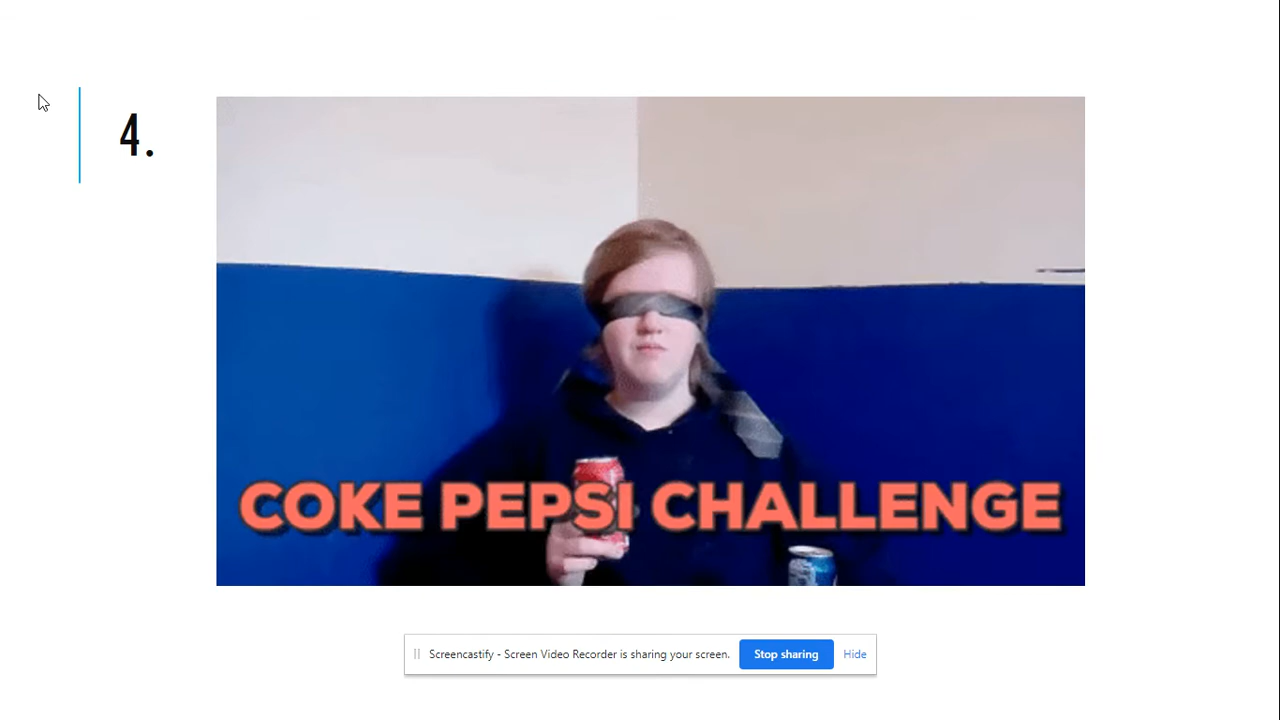 4.
COKE PEPSI CHALLENGE
Screencastify - Screen Video Recorder is sharing your screen.
Stop sharing
Hide